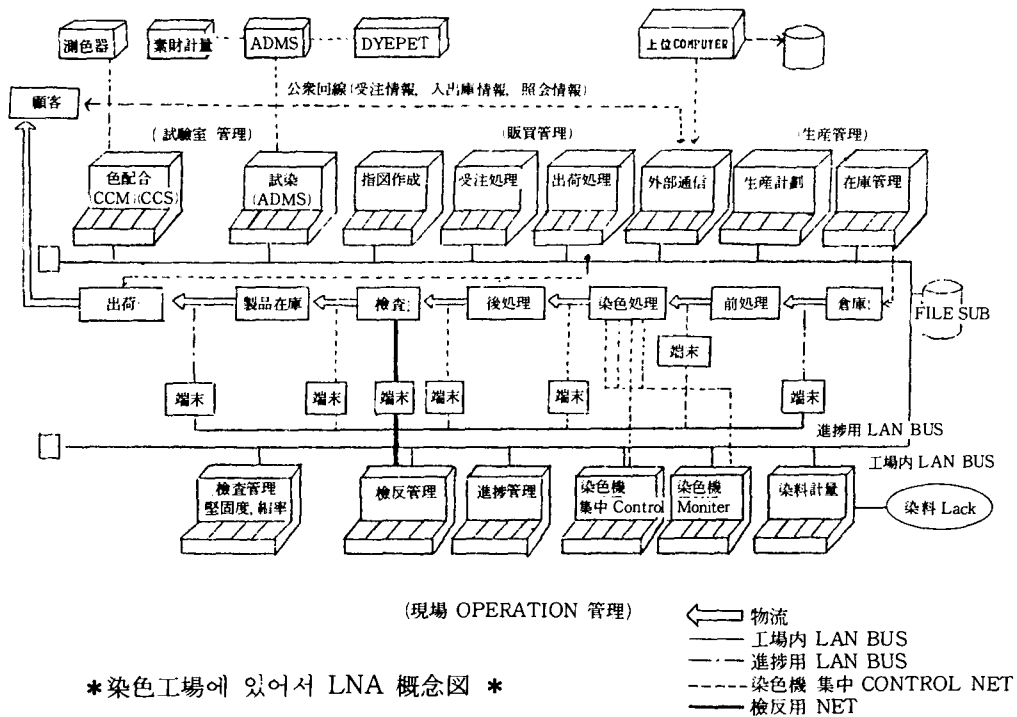 測色器 素財計量 ADMS DYEPET 上位COMPUTER
公衆回線(受注情報, 入出庫情報, 照会情報)
顧客
(試驗室 管理) (販買管理) (生産管理)
色配合 (CCM)(CCS)
試染 (ADMS)
指図作成
受注処理
出荷処理
外部通信
生産計劃
在庫管理
出荷 製品在庫 検査 後処理 染色処理 前処理 倉庫
FILE SUB
端末
端末 端末 端末 端末 端末 端末
進捗用 LAN BUS
工場内 LAN BUS
検査管理
堅固度,
檢反管理
進捗管理
染色機
集中 Control
染色機
Moniter
染料計量
染料 Lack
(現場 OPERATION 管理)
物流
工場内 LAN BUS
進捗用 LAN BUS
染色機 集中 CONTROL NET
檢反用 NET
*染色工場에 있어서 LNA 概念図 *